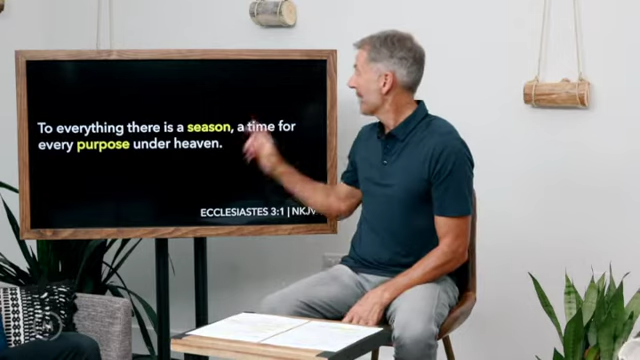 To everything there is a season, a time for
every purpose under heaven.
ECCLESIASTES 3:1 | NKJV